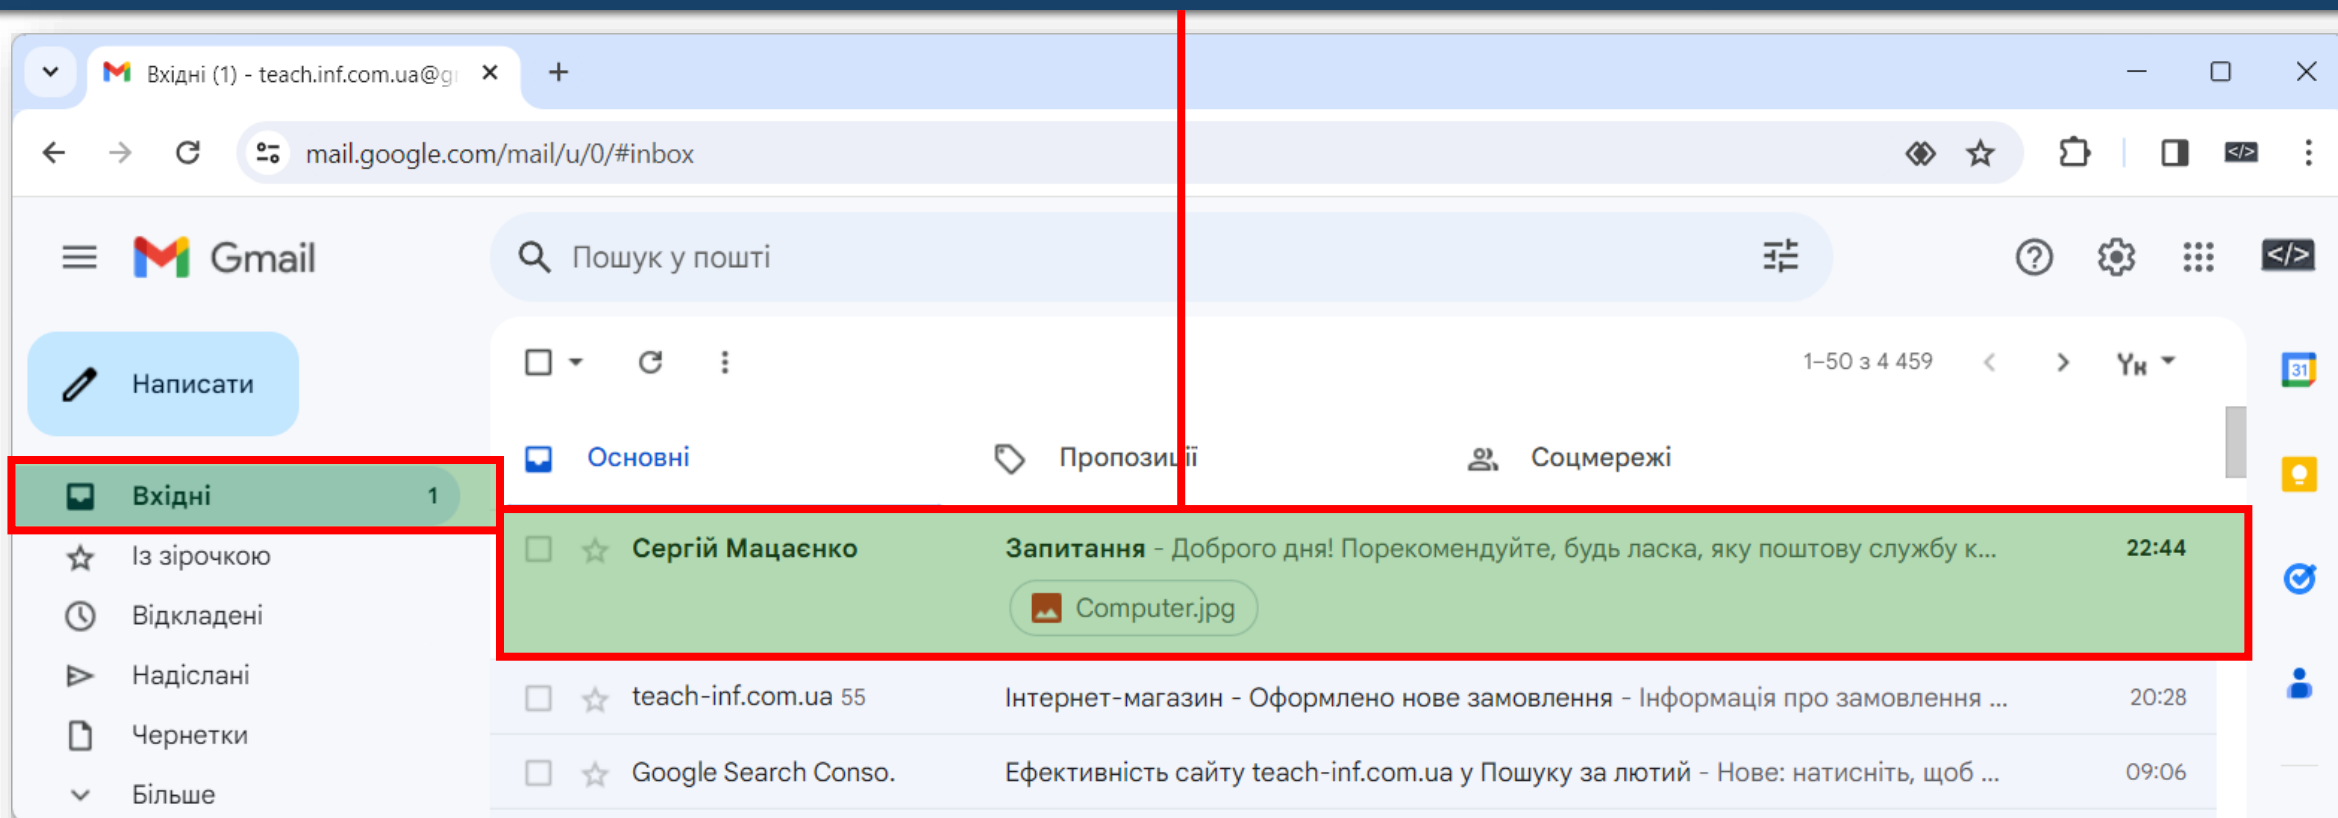 Вхідні (1) - teach.inf.com.ua@g
mail.google.com/mail/u/0/#inbox
Gmail
Пошук у пошті
</>
Написати
1–50 з 4 459
Ук
31
Основні
Пропозиції
Соцмережі
Вхідні 1
Сергій Мацаєнко Запитання - Доброго дня! Порекомендуйте, будь ласка, яку поштову службу к... 22:44
Computer.jpg
Із зірочкою
Відкладені
Надіслані
teach-inf.com.ua 55 Інтернет-магазин - Оформлено нове замовлення - Інформація про замовлення ... 20:28
Чернетки
Google Search Conso. Ефективність сайту teach-inf.com.ua у Пошуку за лютий - Нове: натисніть, щоб ... 09:06
Більше